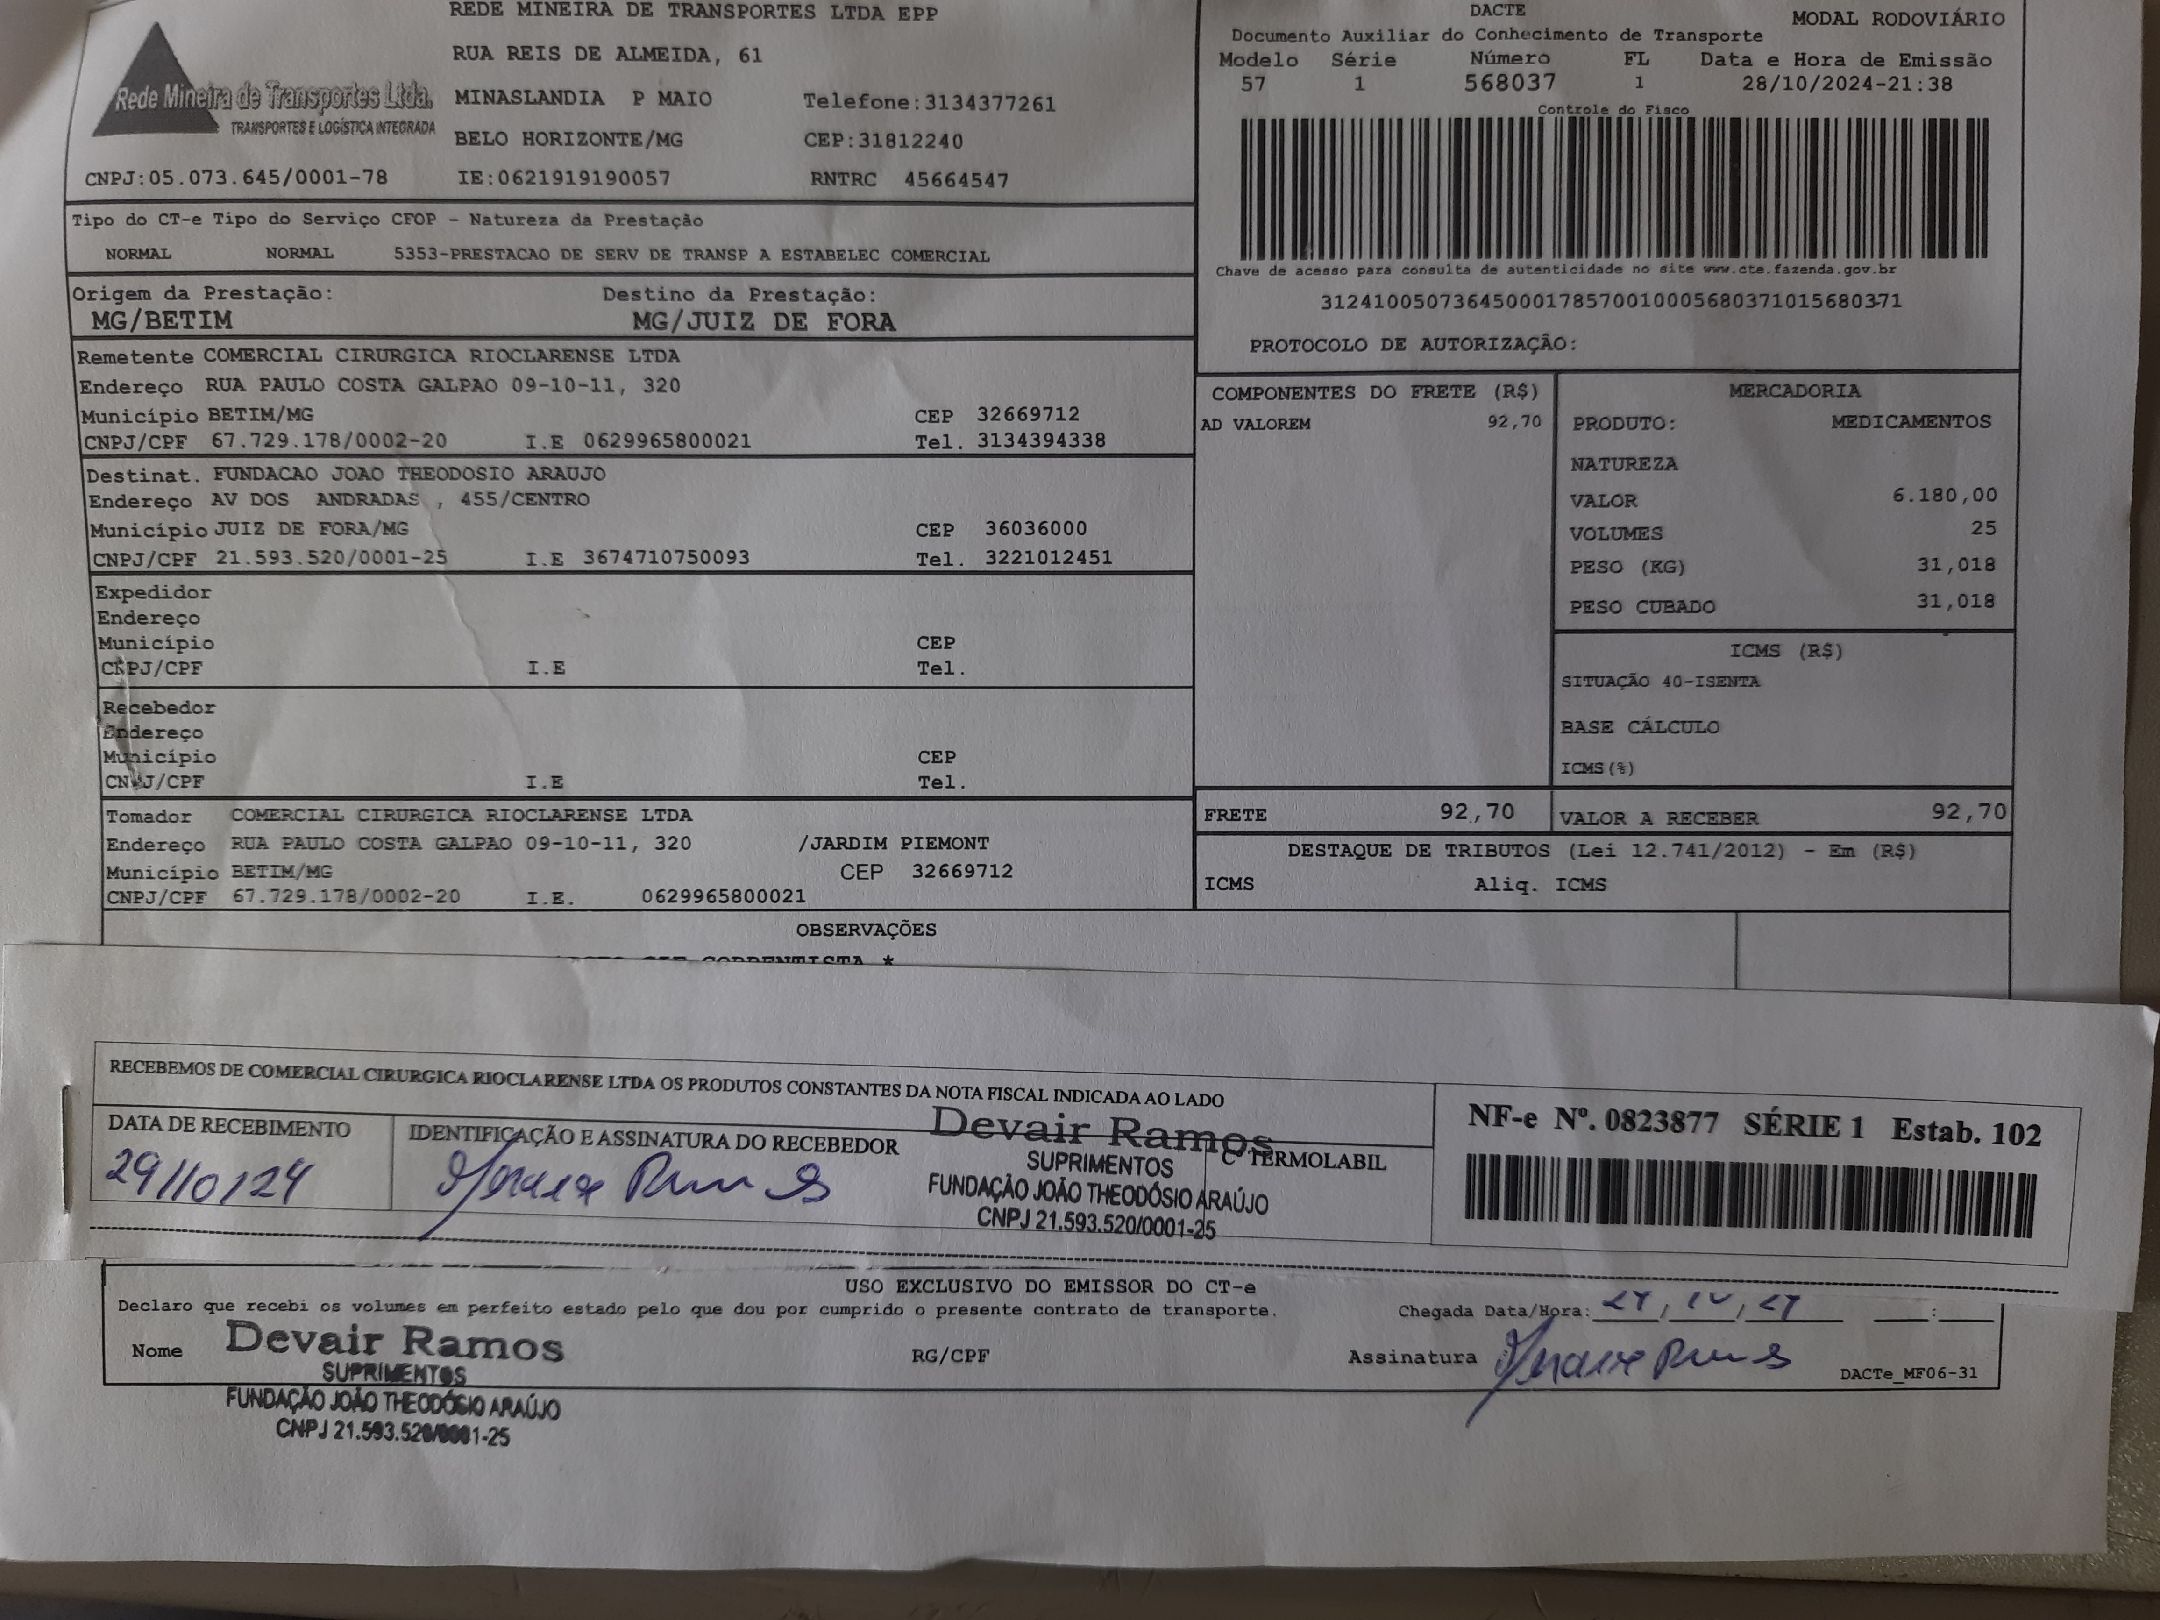 REDE MINEIRA DE TRANSPORTES LTDA EPP
RUA REIS DE ALMEIDA, 61
Rede Mineira de Transportes Ltda.
TRANSPORTES E LOGÍSTICA INTEGRADA
MINASLANDIA P MAIO Telefone:3134377261
BELO HORIZONTE/MG CEP:31812240
CNPJ:05.073.645/0001-78 IE:0621919190057 RNTRC 45664547
DACTE MODAL RODOVIÁRIO
Documento Auxiliar do Conhecimento de Transporte
Modelo Série Número FL Data e Hora de Emissão
57 1 568037 1 28/10/2024-21:38
Controle do Fisco
Chave de acesso para consulta de autenticidade no site www.cte.fazenda.gov.br
31241005073645000178570010005680371015680371
PROTOCOLO DE AUTORIZAÇÃO:
Tipo do CT-e Tipo do Serviço CFOP - Natureza da Prestação
NORMAL NORMAL 5353-PRESTACAO DE SERV DE TRANSP A ESTABELEC COMERCIAL
Origem da Prestação: Destino da Prestação:
MG/BETIM MG/JUIZ DE FORA
Remetente COMERCIAL CIRURGICA RIOCLARENSE LTDA
Endereço RUA PAULO COSTA GALPAO 09-10-11, 320
Município BETIM/MG CEP 32669712
CNPJ/CPF 67.729.178/0002-20 I.E 0629965800021 Tel. 3134394338
Destinat. FUNDACAO JOAO THEODOSIO ARAUJO
Endereço AV DOS ANDRADAS , 455/CENTRO
Município JUIZ DE FORA/MG CEP 36036000
CNPJ/CPF 21.593.520/0001-25 I.E 3674710750093 Tel. 3221012451
Expedidor
Endereço
Município CEP
CNPJ/CPF I.E Tel.
Recebedor
Endereço
Município CEP
CNPJ/CPF I.E Tel.
Tomador COMERCIAL CIRURGICA RIOCLARENSE LTDA
Endereço RUA PAULO COSTA GALPAO 09-10-11, 320 /JARDIM PIEMONT
Município BETIM/MG CEP 32669712
CNPJ/CPF 67.729.178/0002-20 I.E. 0629965800021
COMPONENTES DO FRETE (R$)
AD VALOREM 92,70
MERCADORIA
PRODUTO: MEDICAMENTOS
NATUREZA
VALOR 6.180,00
VOLUMES 25
PESO (KG) 31,018
PESO CUBADO 31,018
ICMS (R$)
SITUAÇÃO 40-ISENTA
BASE CÁLCULO
ICMS(%)
FRETE 92,70 VALOR A RECEBER 92,70
DESTAQUE DE TRIBUTOS (Lei 12.741/2012) - Em (R$)
ICMS Aliq. ICMS
OBSERVAÇÕES
CORRENTISTA *
RECEBEMOS DE COMERCIAL CIRURGICA RIOCLARENSE LTDA OS PRODUTOS CONSTANTES DA NOTA FISCAL INDICADA AO LADO
DATA DE RECEBIMENTO IDENTIFICAÇÃO E ASSINATURA DO RECEBEDOR
29/10/24
Devair Ramos
SUPRIMENTOS
FUNDAÇÃO JOÃO THEODÓSIO ARAÚJO
CNPJ 21.593.520/0001-25
C° TERMOLABIL
NF-e Nº. 0823877 SÉRIE 1 Estab. 102
USO EXCLUSIVO DO EMISSOR DO CT-e
Declaro que recebi os volumes em perfeito estado pelo que dou por cumprido o presente contrato de transporte. Chegada Data/Hora:
Nome RG/CPF Assinatura DACTe_MF06-31
Devair Ramos
SUPRIMENTOS
FUNDAÇÃO JOÃO THEODÓSIO ARAÚJO
CNPJ 21.593.520/0001-25